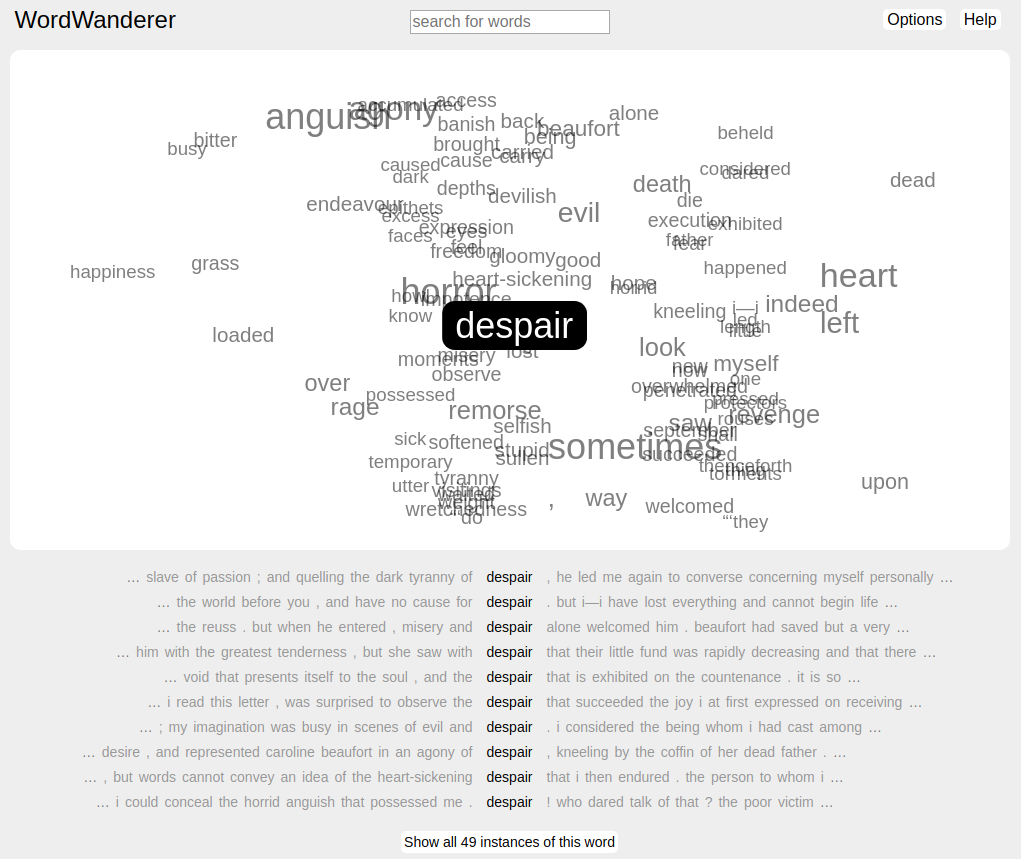 WordWanderer
search for words
Options Help
accumulated access
anguish agony
banish back beaufort alone
busy bitter being beheld
brought carried
caused cause carry considered
dark dared dead
depths devilish death
endeavour epithets evil die
excess execution exhibited
faces expression eyes father
fear
feel freedom
happiness grass gloomy good happened
heart-sickening hope horrid heart
horror
how impotence
know kneeling i—i indeed
led left
loaded despair length
little
moments misery lost look
observe new now myself
over possessed overwhelmed one
penetrated pressed
rage remorse protectors revenge
selfish saw rouses
sick softened september shall
stupid sometimes
temporary sullen succeeded thenceforth
tyranny thing
torments
utter visitings
waited upon
weight
wretchedness , way welcomed
do "“they
… slave of passion ; and quelling the dark tyranny of despair , he led me again to converse concerning myself personally …
… the world before you , and have no cause for despair . but i—i have lost everything and cannot begin life …
… the reuss . but when he entered , misery and despair alone welcomed him . beaufort had saved but a very …
… him with the greatest tenderness , but she saw with despair that their little fund was rapidly decreasing and that there …
… void that presents itself to the soul , and the despair that is exhibited on the countenance . it is so …
… i read this letter , was surprised to observe the despair that succeeded the joy i at first expressed on receiving …
… ; my imagination was busy in scenes of evil and despair . i considered the being whom i had cast among …
… desire , and represented caroline beaufort in an agony of despair , kneeling by the coffin of her dead father . …
… , but words cannot convey an idea of the heart-sickening despair that i then endured . the person to whom i …
… i could conceal the horrid anguish that possessed me . despair ! who dared talk of that ? the poor victim …
Show all 49 instances of this word